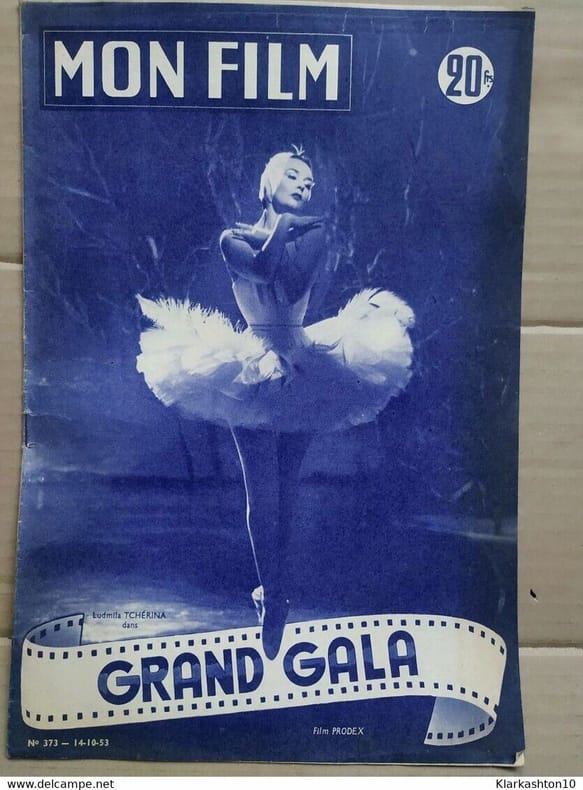 MON FILM
20 frs
Ludmila TCHÉRINA
dans
GRAND GALA
Film PRODEX
Nº 373 — 14-10-53
www.delcampe.net
Klarkashton10